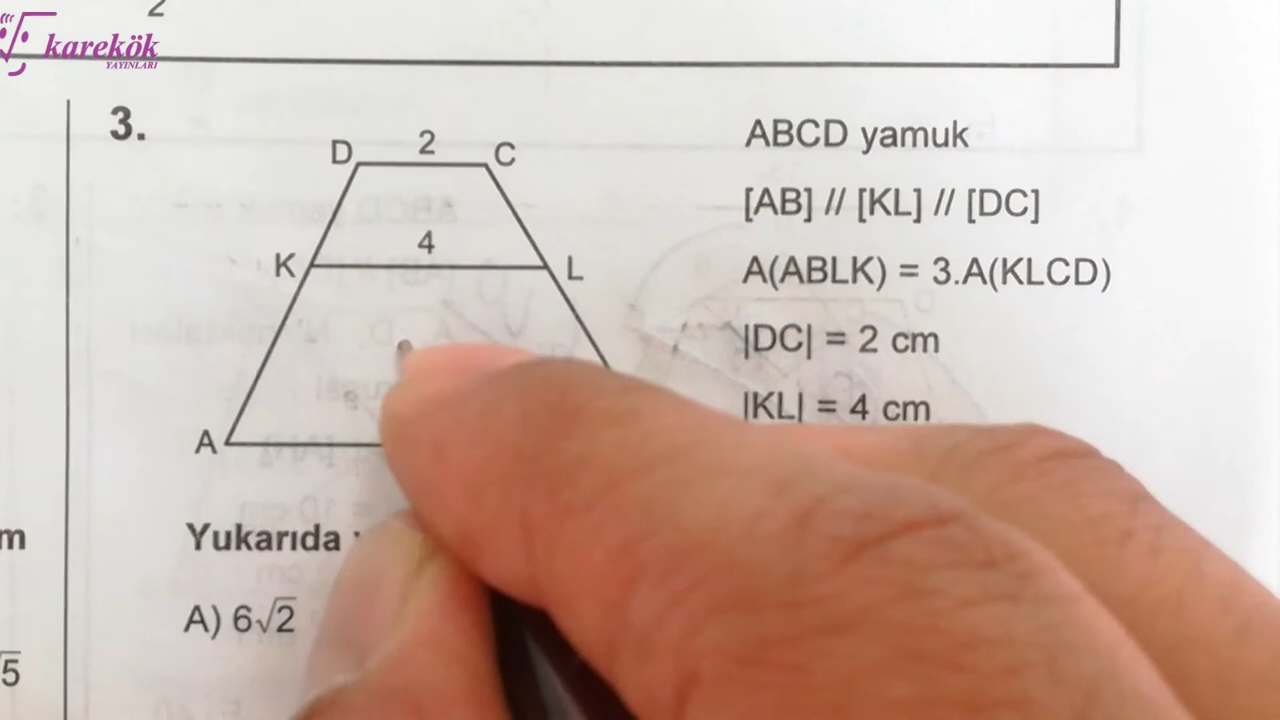 2
karekök
YAYINLARI
3.
D 2 C
K 4 L
A
ABCD yamuk
[AB] // [KL] // [DC]
A(ABLK) = 3.A(KLCD)
|DC| = 2 cm
|KL| = 4 cm
Yukarıda
A) 6√2
m
√5